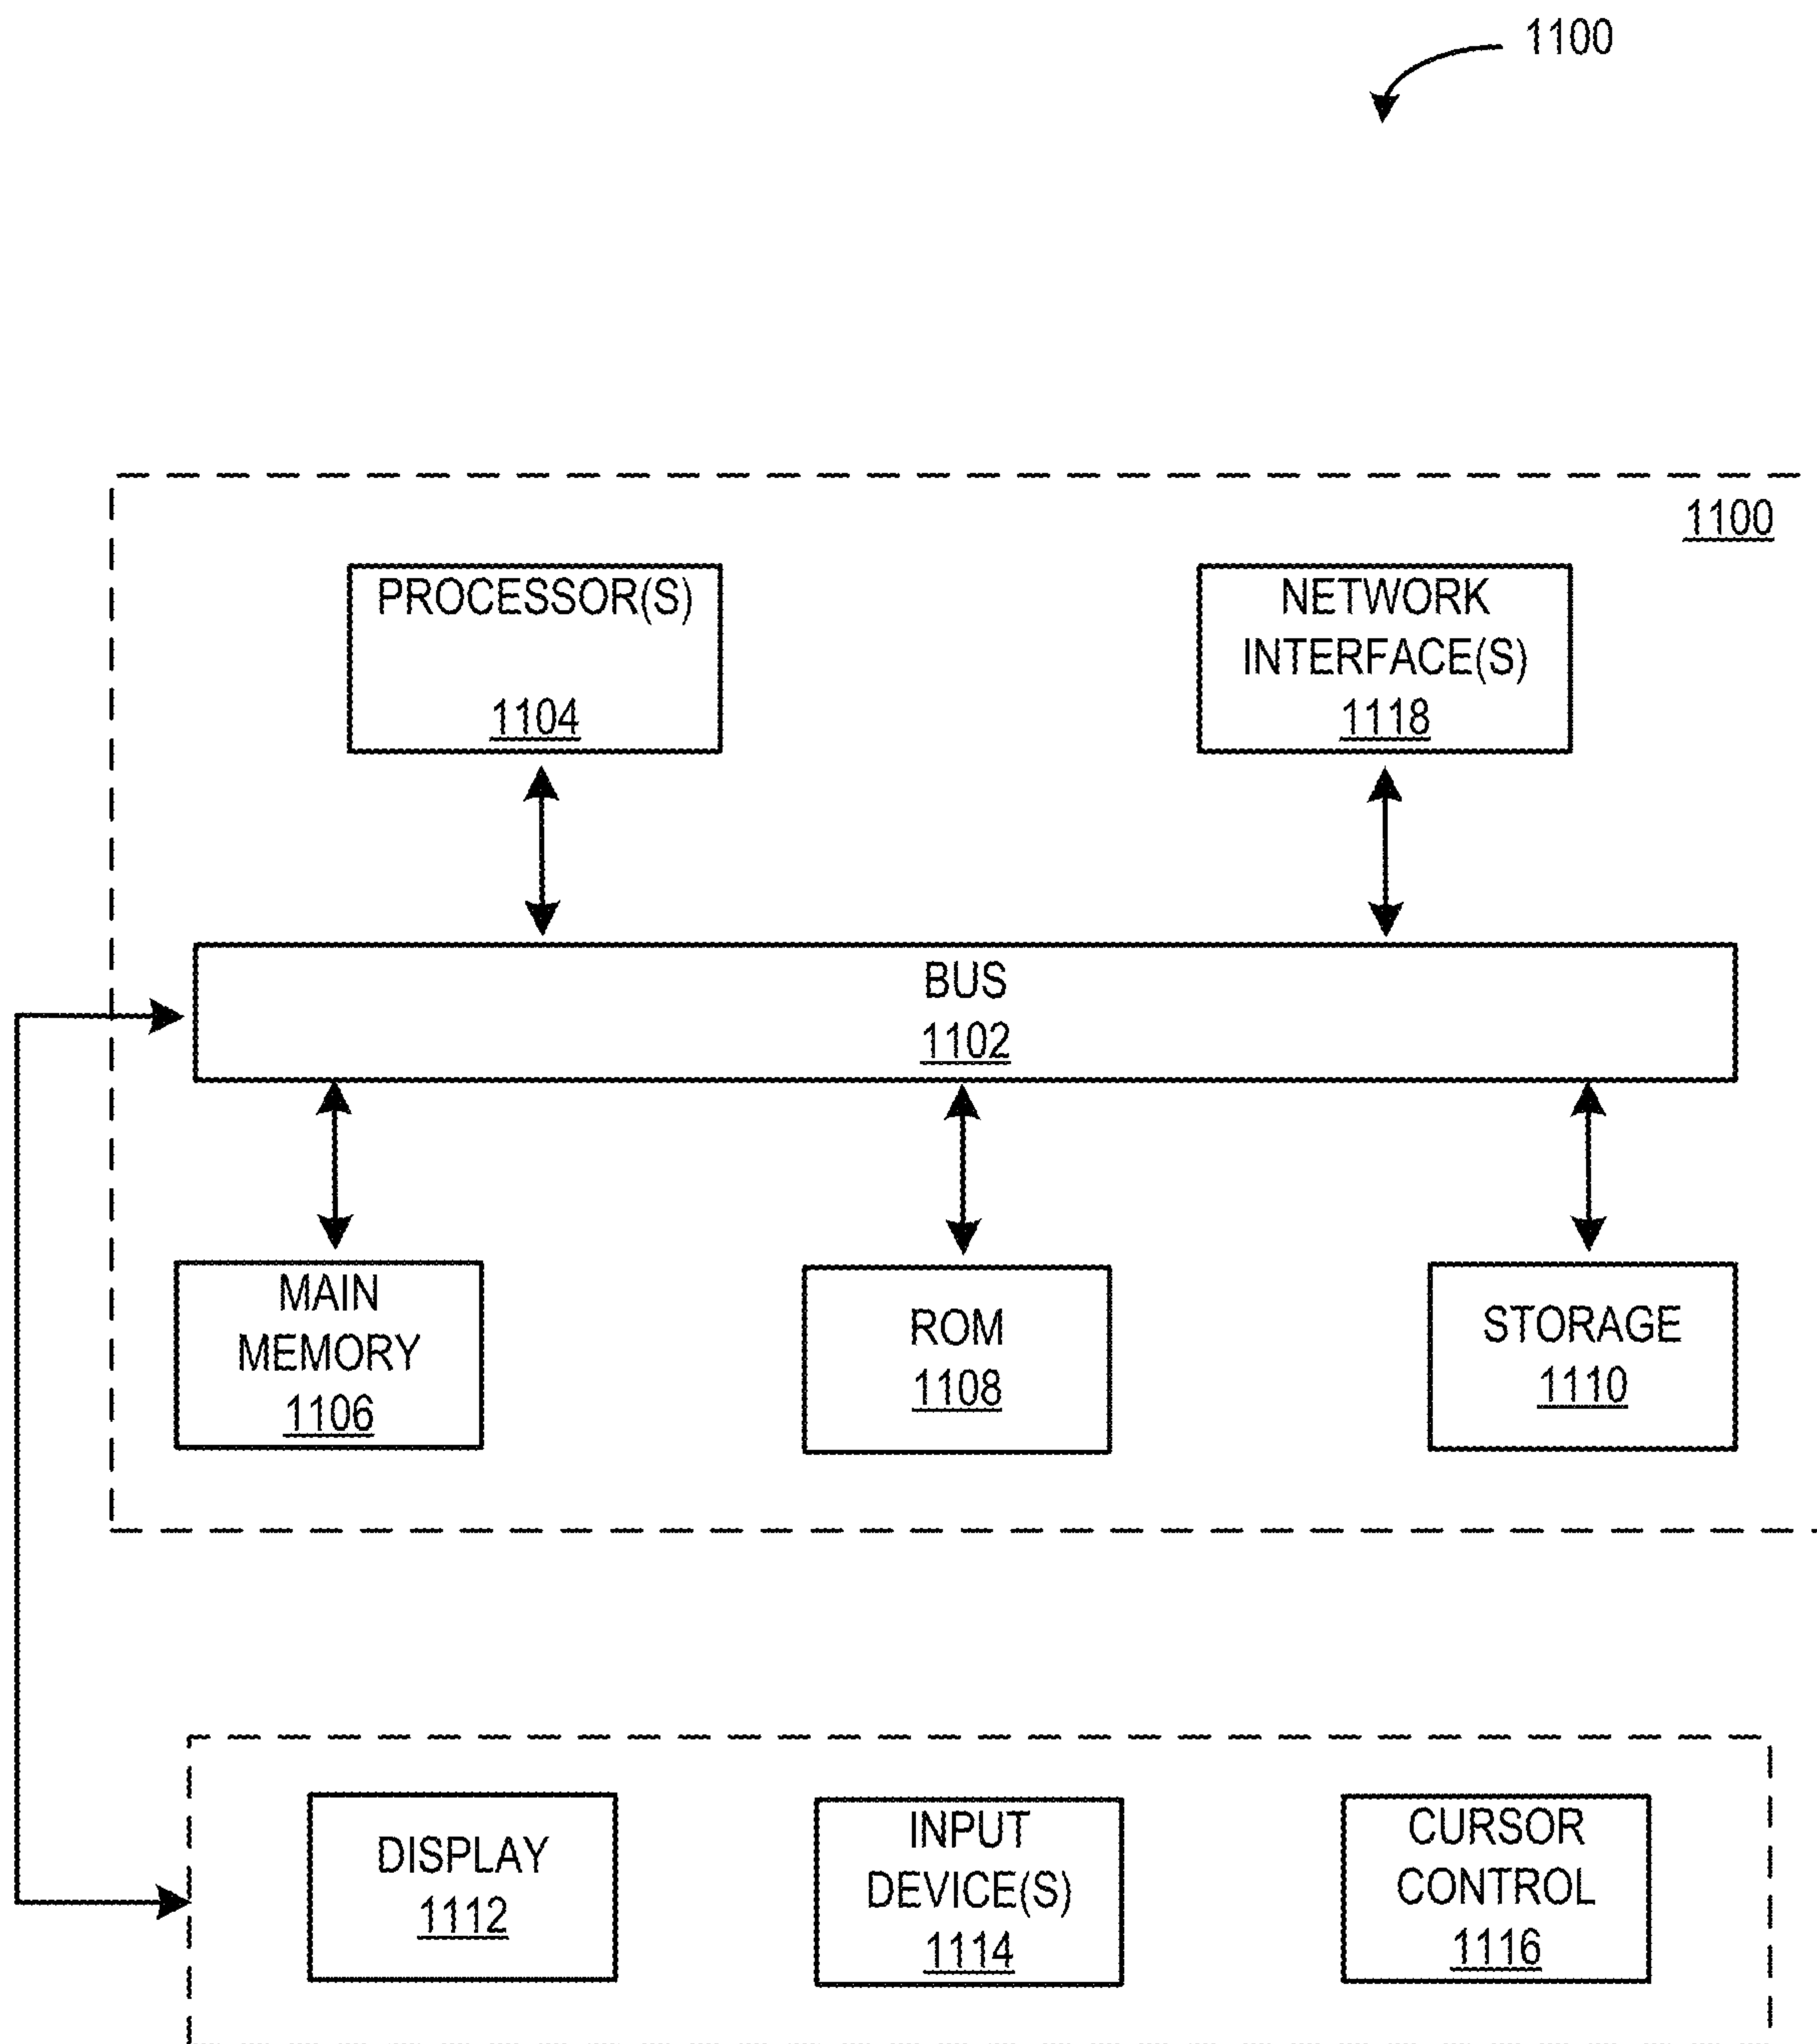 1100
1100
PROCESSOR(S)
1104
NETWORK
INTERFACE(S)
1118
BUS
1102
MAIN
MEMORY
1106
ROM
1108
STORAGE
1110
DISPLAY
1112
INPUT
DEVICE(S)
1114
CURSOR
CONTROL
1116